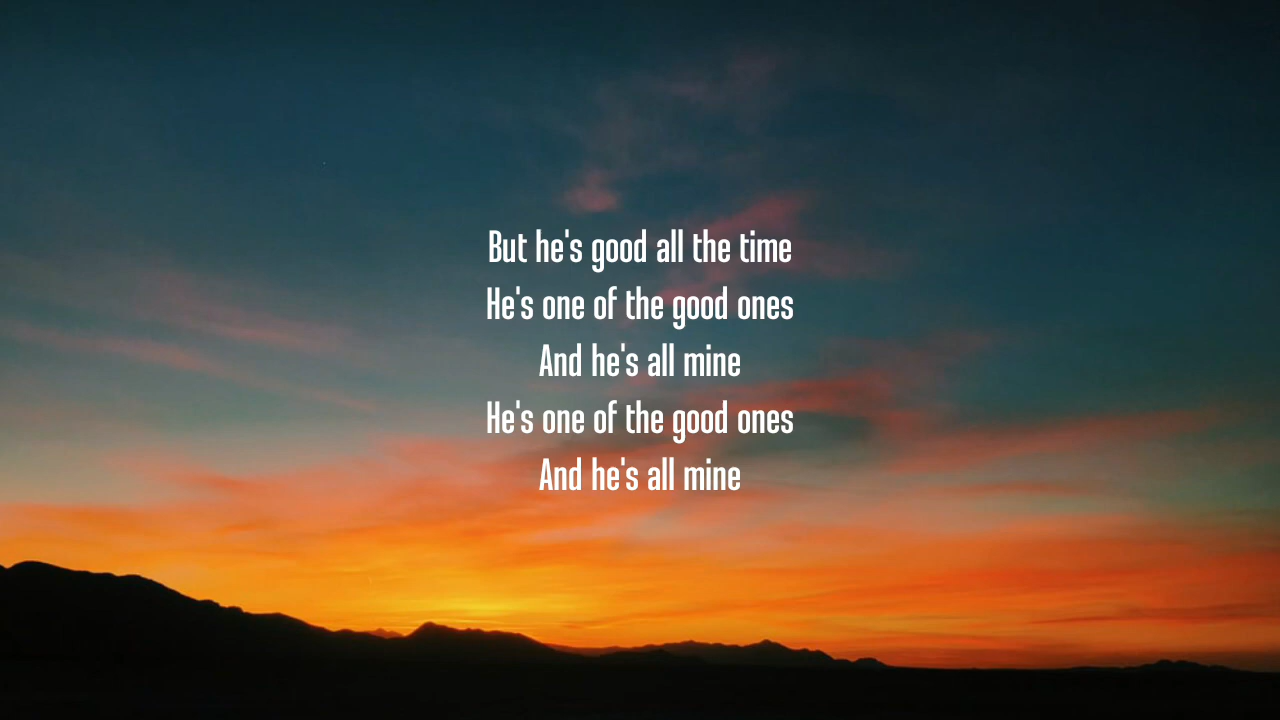 But he's good all the time
He's one of the good ones
And he's all mine
He's one of the good ones
And he's all mine